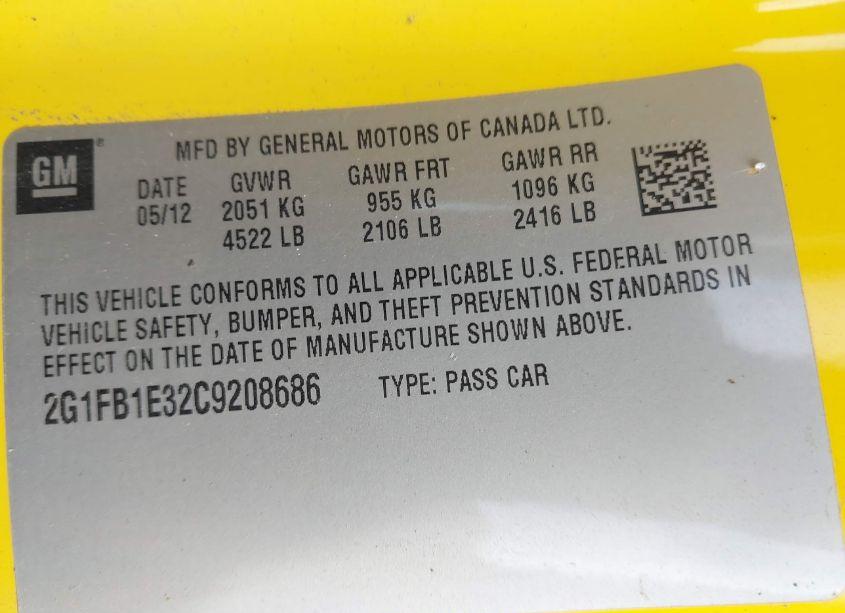 GM
MFD BY GENERAL MOTORS OF CANADA LTD.
DATE GVWR GAWR FRT GAWR RR
05/12 2051 KG 955 KG 1096 KG
4522 LB 2106 LB 2416 LB
THIS VEHICLE CONFORMS TO ALL APPLICABLE U.S. FEDERAL MOTOR
VEHICLE SAFETY, BUMPER, AND THEFT PREVENTION STANDARDS IN
EFFECT ON THE DATE OF MANUFACTURE SHOWN ABOVE.
2G1FB1E32C9208686 TYPE: PASS CAR